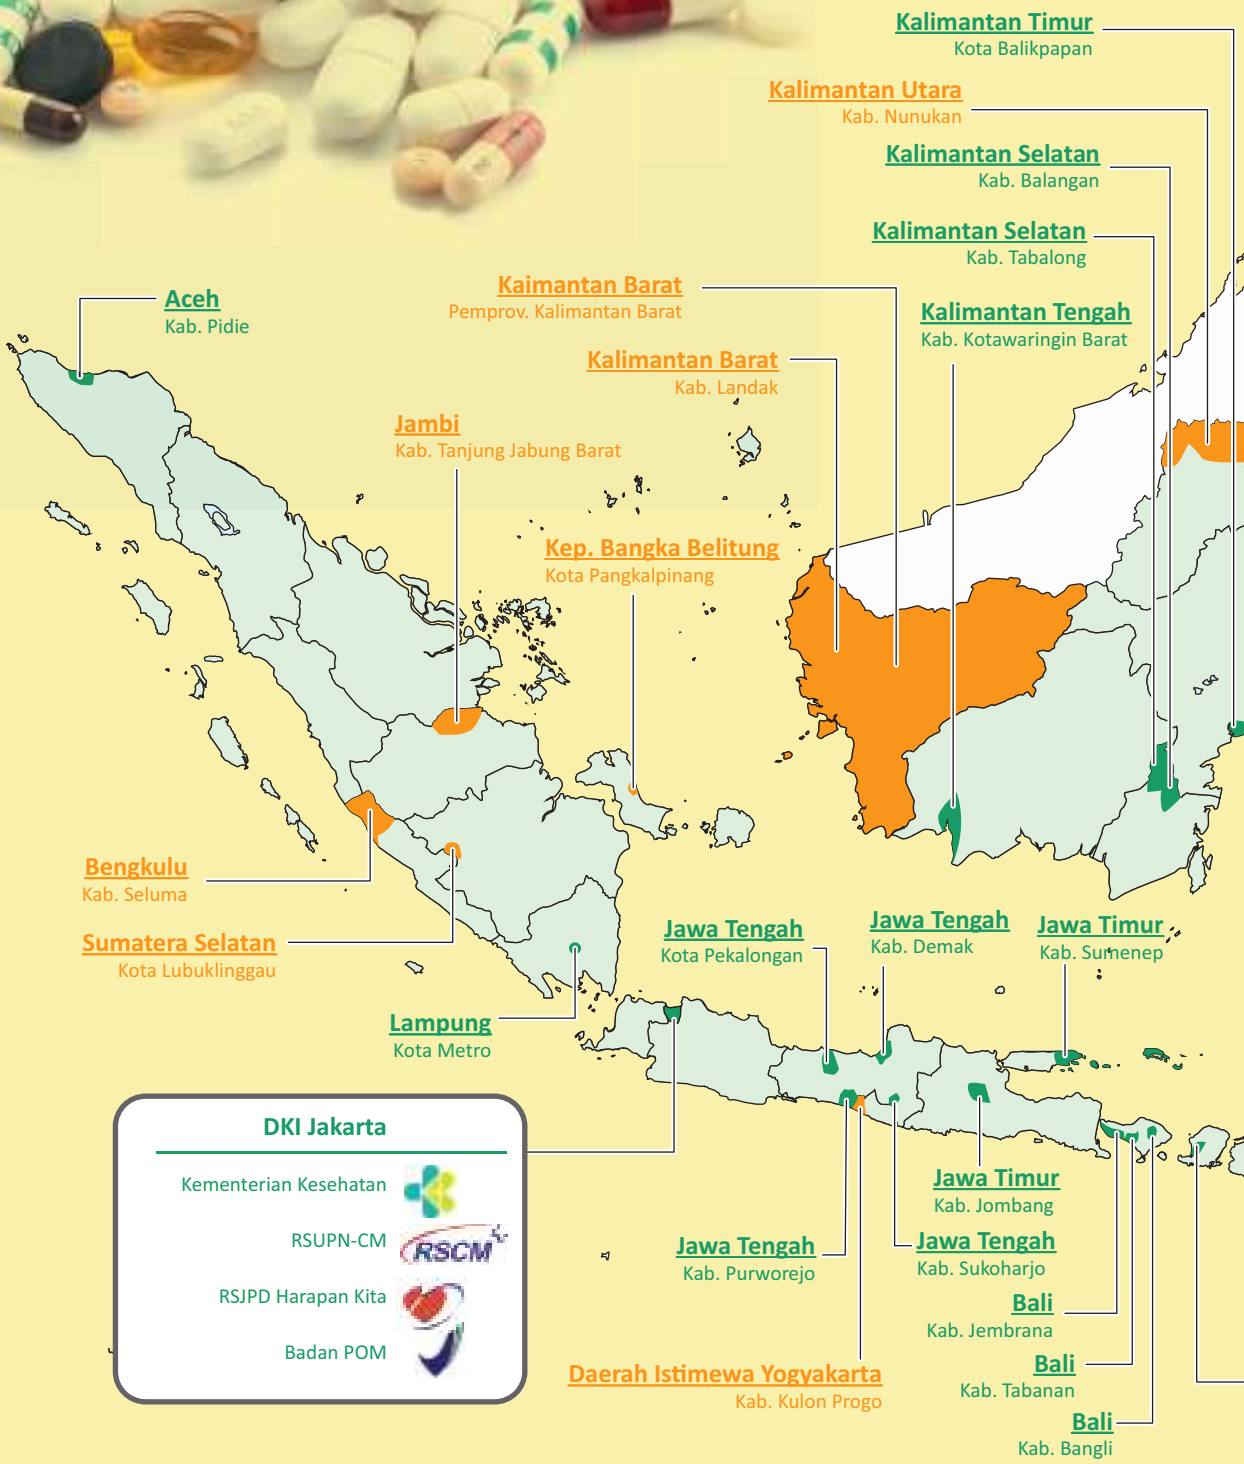 Kalimantan Timur
Kota Balikpapan
Kalimantan Utara
Kab. Nunukan
Kalimantan Selatan
Kab. Balangan
Kalimantan Selatan
Kab. Tabalong
Aceh
Kab. Pidie
Kaimantan Barat
Pemprov. Kalimantan Barat
Kalimantan Tengah
Kab. Kotawaringin Barat
Kalimantan Barat
Kab. Landak
Jambi
Kab. Tanjung Jabung Barat
Kep. Bangka Belitung
Kota Pangkalpinang
Bengkulu
Kab. Seluma
Sumatera Selatan
Kota Lubuklinggau
Jawa Tengah
Kota Pekalongan
Jawa Tengah
Kab. Demak
Jawa Timur
Kab. Sumenep
Lampung
Kota Metro
DKI Jakarta
Kementerian Kesehatan
RSUPN-CM
RSCM
RSJPD Harapan Kita
Badan POM
Jawa Timur
Kab. Jombang
Jawa Tengah
Kab. Purworejo
Jawa Tengah
Kab. Sukoharjo
Bali
Kab. Jembrana
Daerah Istimewa Yogyakarta
Kab. Kulon Progo
Bali
Kab. Tabanan
Bali
Kab. Bangli